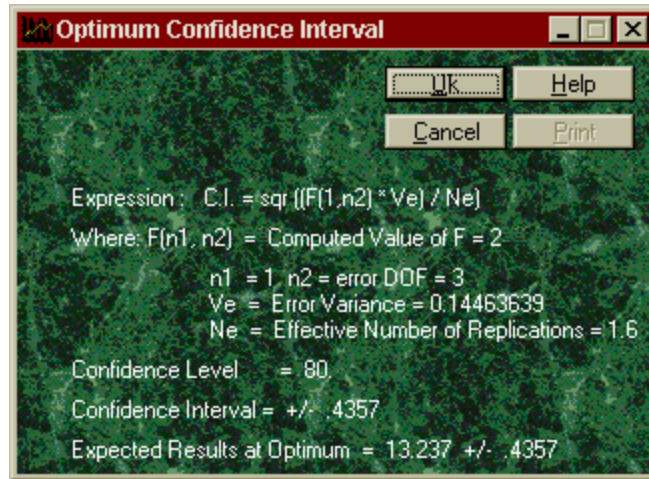 Optimum Confidence Interval
Ok Help
Cancel Print
Expression : C.I. = sqr ((F(1,n2) * Ve) / Ne)
Where: F(n1, n2) = Computed Value of F = 2
n1 = 1 n2 = error DOF = 3
Ve = Error Variance = 0.14463639
Ne = Effective Number of Replications = 1.6
Confidence Level = 80.
Confidence Interval = +/- .4357
Expected Results at Optimum = 13.237 +/- .4357